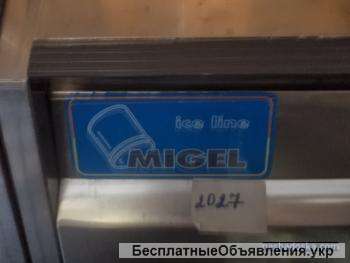 ice line
MIGEL
2027
БесплатныеОбъявления.укр